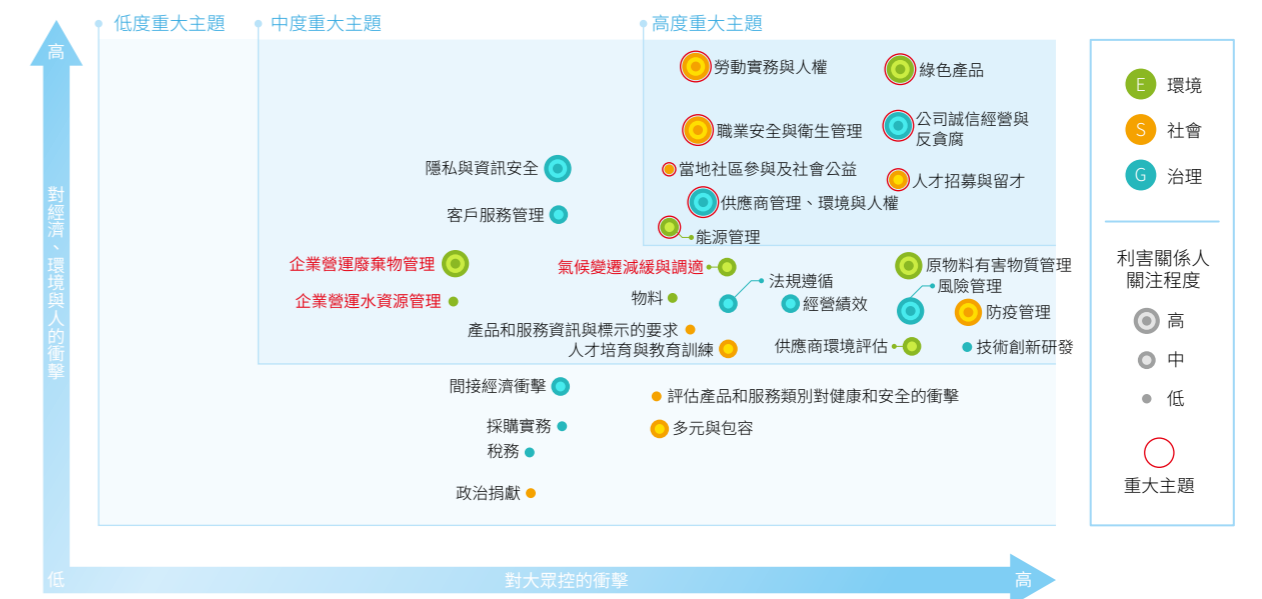 低度重大主題
中度重大主題
高度重大主題
高
對經濟、環境與人的衝擊
低
對大眾控的衝擊
高
勞動實務與人權
綠色產品
職業安全與衛生管理
公司誠信經營與
反貪腐
隱私與資訊安全
當地社區參與及社會公益
人才招募與留才
客戶服務管理
供應商管理、環境與人權
能源管理
企業營運廢棄物管理
氣候變遷減緩與調適
原物料有害物質管理
法規遵循
風險管理
企業營運水資源管理
物料
經營績效
防疫管理
產品和服務資訊與標示的要求
人才培育與教育訓練
供應商環境評估
技術創新研發
間接經濟衝擊
評估產品和服務類別對健康和安全的衝擊
採購實務
多元與包容
稅務
政治捐獻
E 環境
S 社會
G 治理
利害關係人
關注程度
高
中
低
重大主題